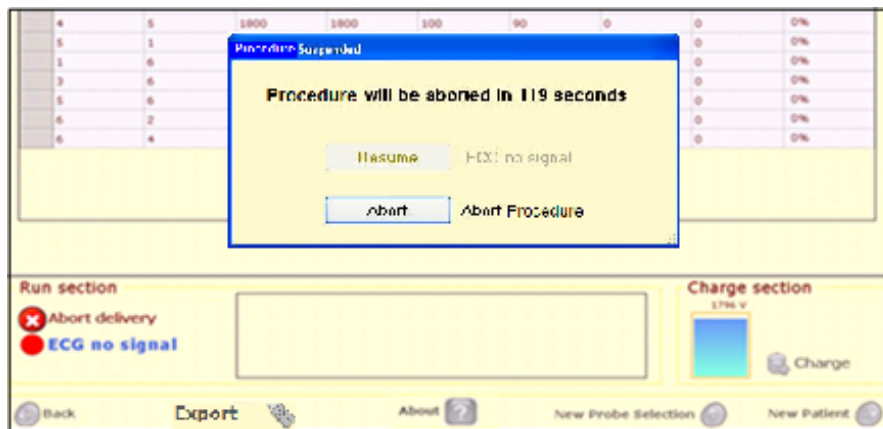 4 5 1800 1800 100 90 0 0 0%
5 1 0 0%
1 6 0 0%
3 6 0 0%
5 6 0 0%
6 2 0 0%
6 4 0 0%
Procedure Suspended
Procedure will be aborted in 119 seconds
Resume ECG no signal
Abort Abort Procedure
Run section
Abort delivery
ECG no signal
Charge section
1796 V
Charge
Back
Export
About
New Probe Selection
New Patient